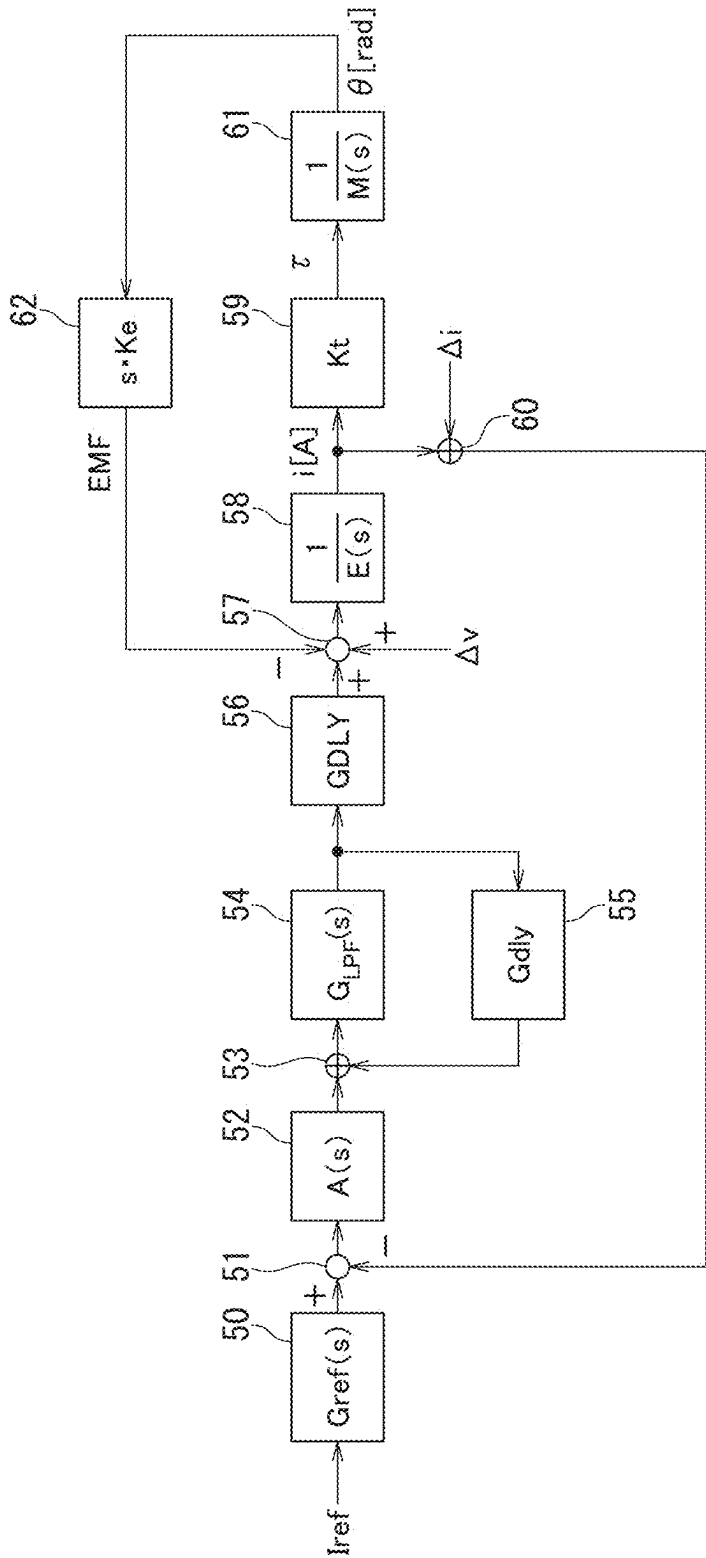 Iref
50
Gref(s)
51
+
−
52
A(s)
53
54
G_LPF(s)
55
Gdly
56
GDLY
57
+
−
+
Δv
58
1
E(s)
i[A]
59
Kt
60
Δi
τ
61
1
M(s)
θ[rad]
62
s·Ke
EMF